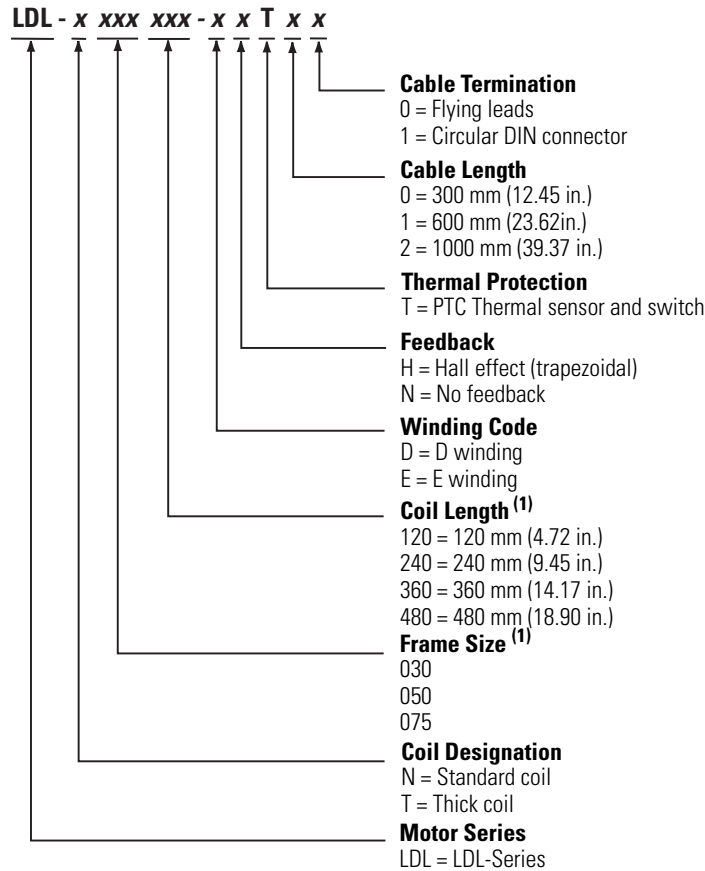 LDL - x xxx xxx - x x T x x
Cable Termination
0 = Flying leads
1 = Circular DIN connector
Cable Length
0 = 300 mm (12.45 in.)
1 = 600 mm (23.62in.)
2 = 1000 mm (39.37 in.)
Thermal Protection
T = PTC Thermal sensor and switch
Feedback
H = Hall effect (trapezoidal)
N = No feedback
Winding Code
D = D winding
E = E winding
Coil Length (1)
120 = 120 mm (4.72 in.)
240 = 240 mm (9.45 in.)
360 = 360 mm (14.17 in.)
480 = 480 mm (18.90 in.)
Frame Size (1)
030
050
075
Coil Designation
N = Standard coil
T = Thick coil
Motor Series
LDL = LDL-Series